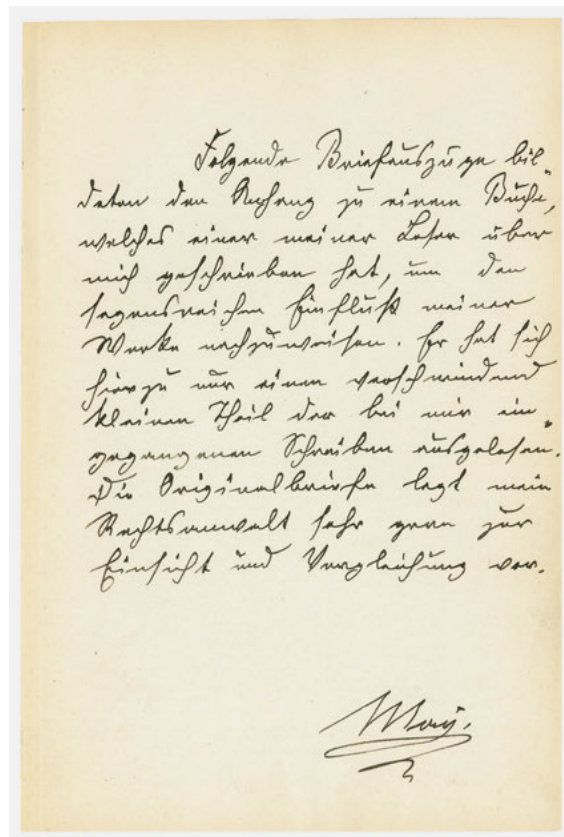 Folgende Briefauszüge bil-
deten den Anhang zu einem Buche,
welches einer meiner Leser über
mich geschrieben hat, um den
segensreichen Einfluß meiner
Werke nachzuweisen. Er hat sich
hierzu nur einen verschwindend
kleinen Theil der bei mir ein-
gegangenen Schreiben ausgelesen.
Die Originalbriefe legt mein
Rechtsanwalt sehr gern zur
Einsicht und Vergleichung vor.
May.